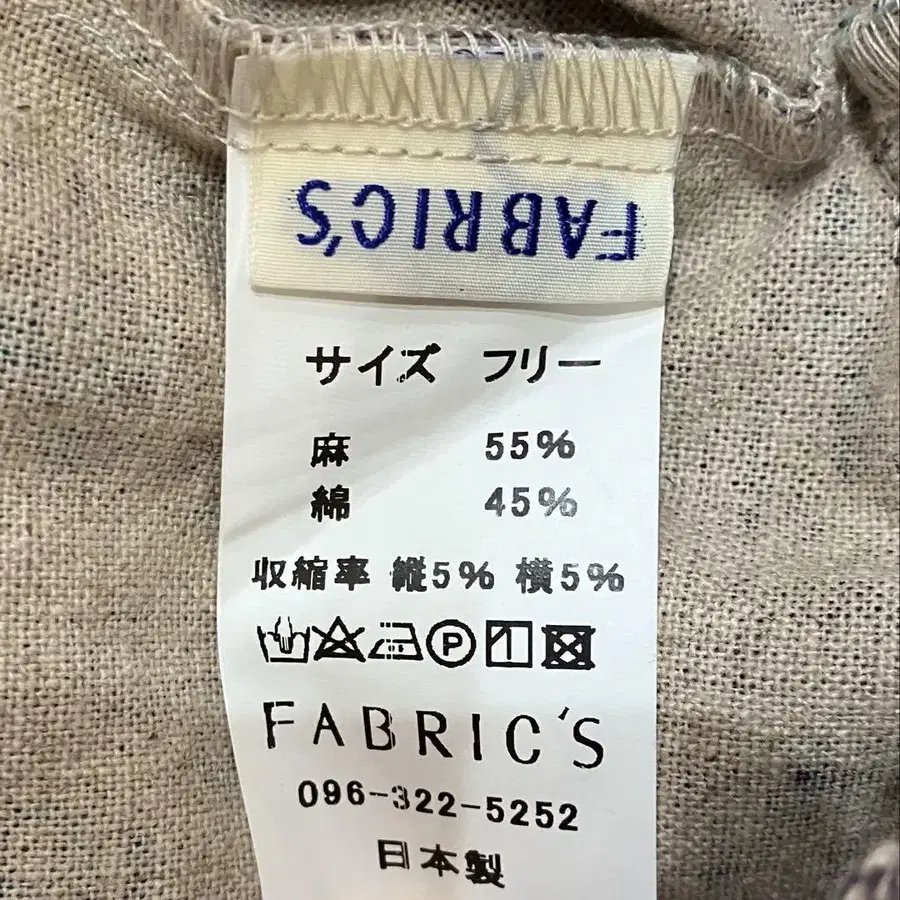 FABRIC'S
サイズ フリー
麻 55%
綿 45%
収縮率 縦5% 横5%
P
FABRIC'S
096-322-5252
日本製